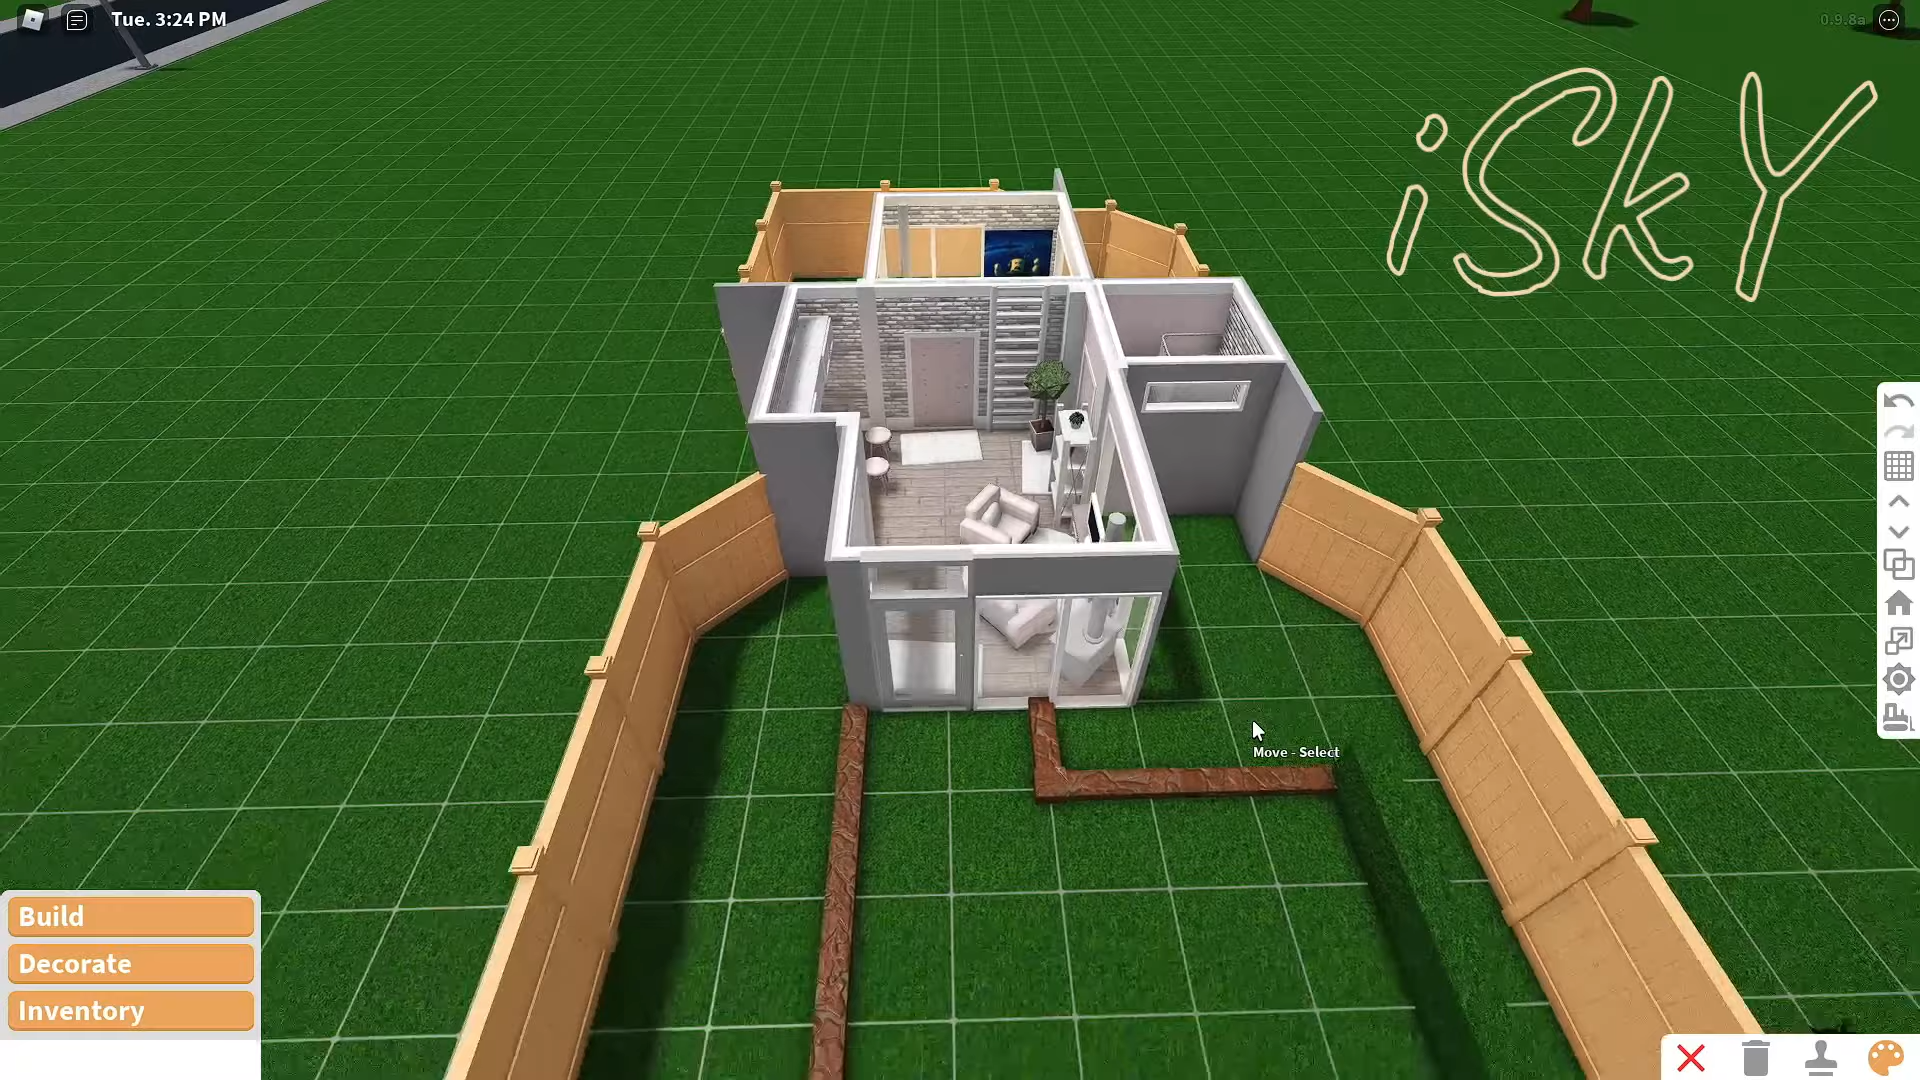 Tue. 3:24 PM
0.9.8a
iSkY
Move - Select
Build
Decorate
Inventory